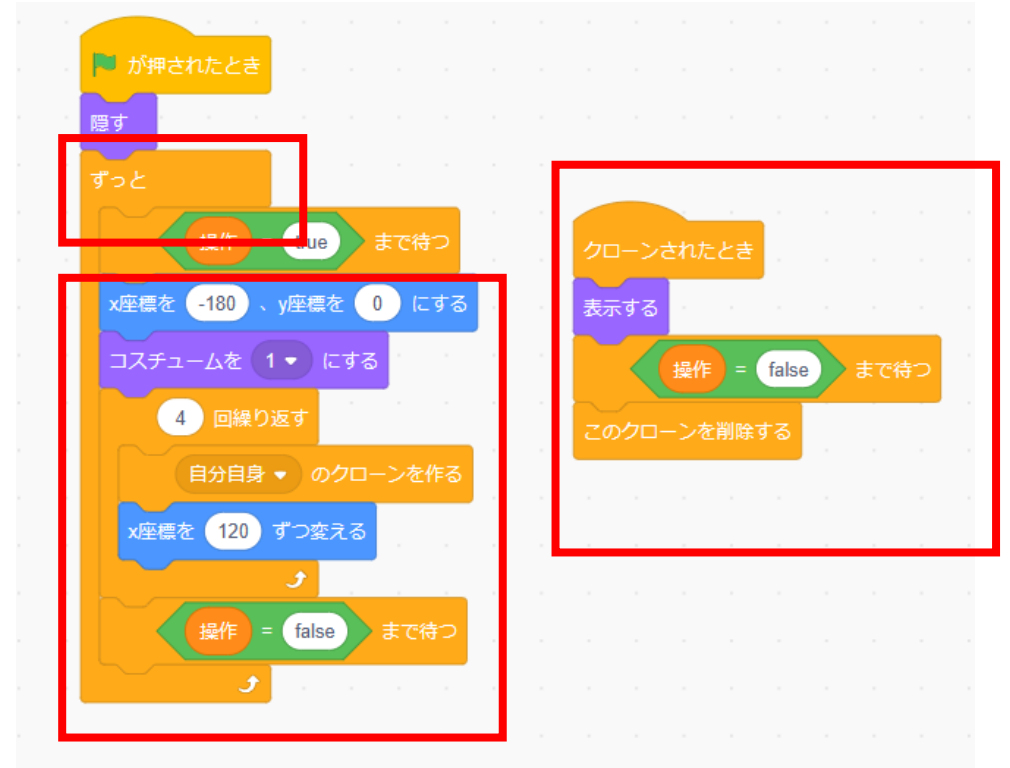 が押されたとき
隠す
ずっと
操作 = true まで待つ
x座標を -180 、y座標を 0 にする
コスチュームを 1 にする
4 回繰り返す
自分自身 のクローンを作る
x座標を 120 ずつ変える
操作 = false まで待つ
クローンされたとき
表示する
操作 = false まで待つ
このクローンを削除する